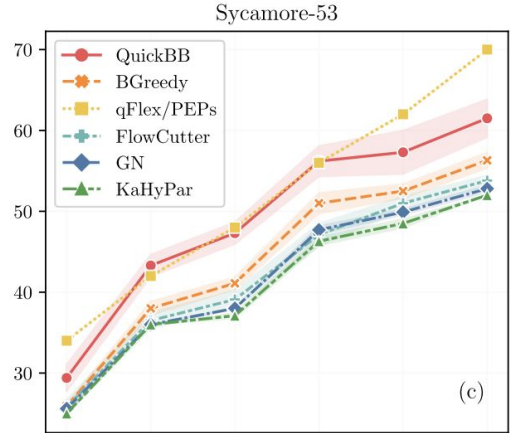 Sycamore-53
70
60
50
40
30
QuickBB
BGreedy
qFlex/PEPs
FlowCutter
GN
KaHyPar
(c)